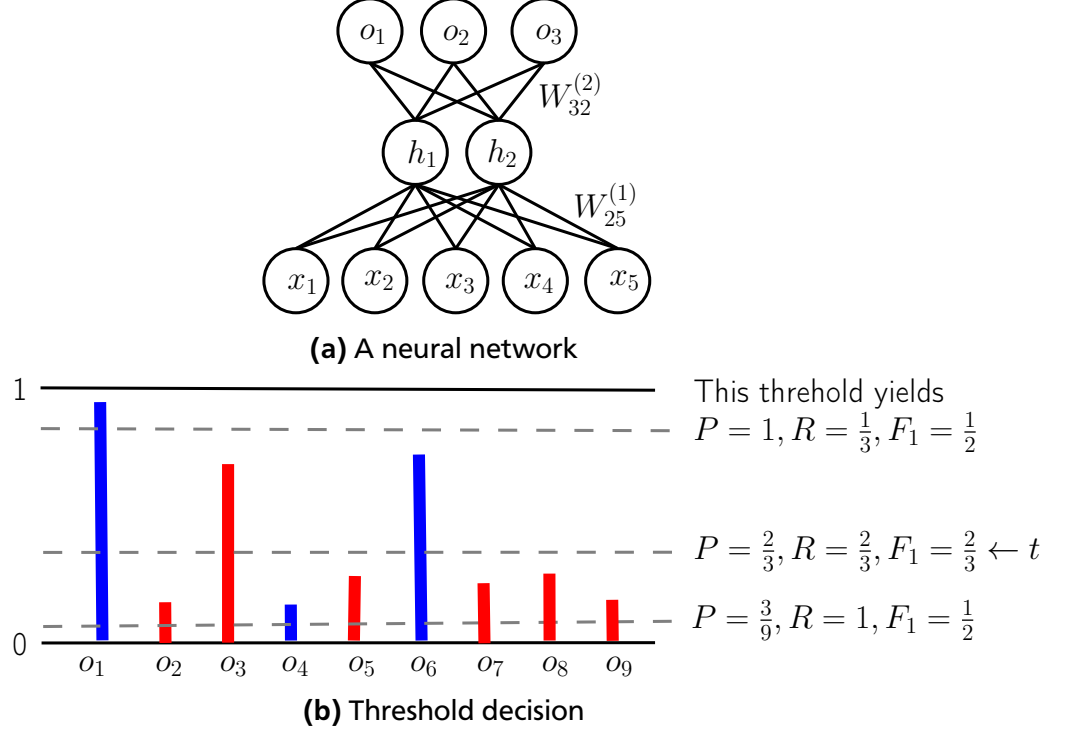 o₁ o₂ o₃
W₃₂⁽²⁾
h₁ h₂
W₂₅⁽¹⁾
x₁ x₂ x₃ x₄ x₅
(a) A neural network
1
This threhold yields
P = 1, R = 1/3, F₁ = 1/2
P = 2/3, R = 2/3, F₁ = 2/3 ← t
P = 3/9, R = 1, F₁ = 1/2
0
o₁ o₂ o₃ o₄ o₅ o₆ o₇ o₈ o₉
(b) Threshold decision